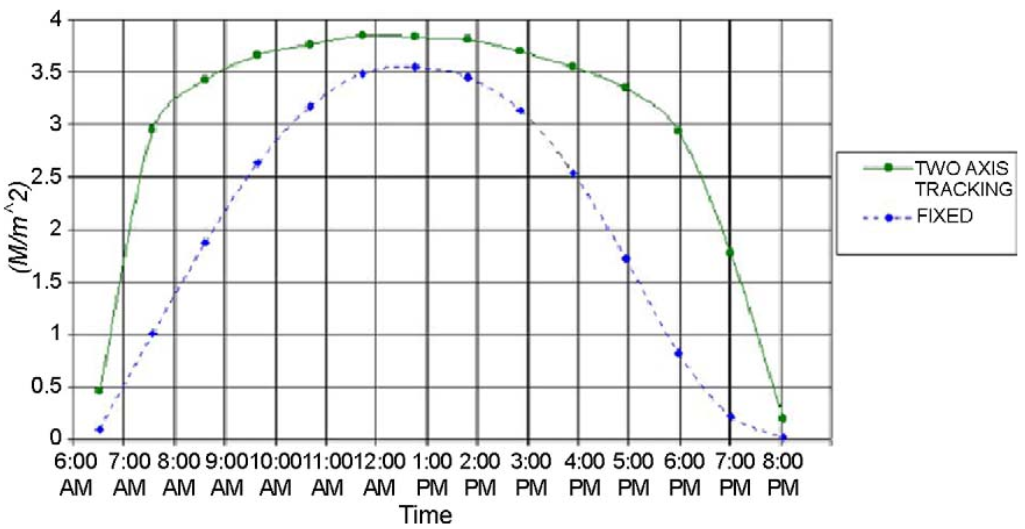 4
3.5
3
2.5
2
1.5
1
0.5
0
(M/m^2)
6:00 7:00 8:00 9:00 10:00 11:00 12:00 1:00 2:00 3:00 4:00 5:00 6:00 7:00 8:00
AM AM AM AM AM AM AM PM PM PM PM PM PM PM PM
Time
TWO AXIS
TRACKING
FIXED